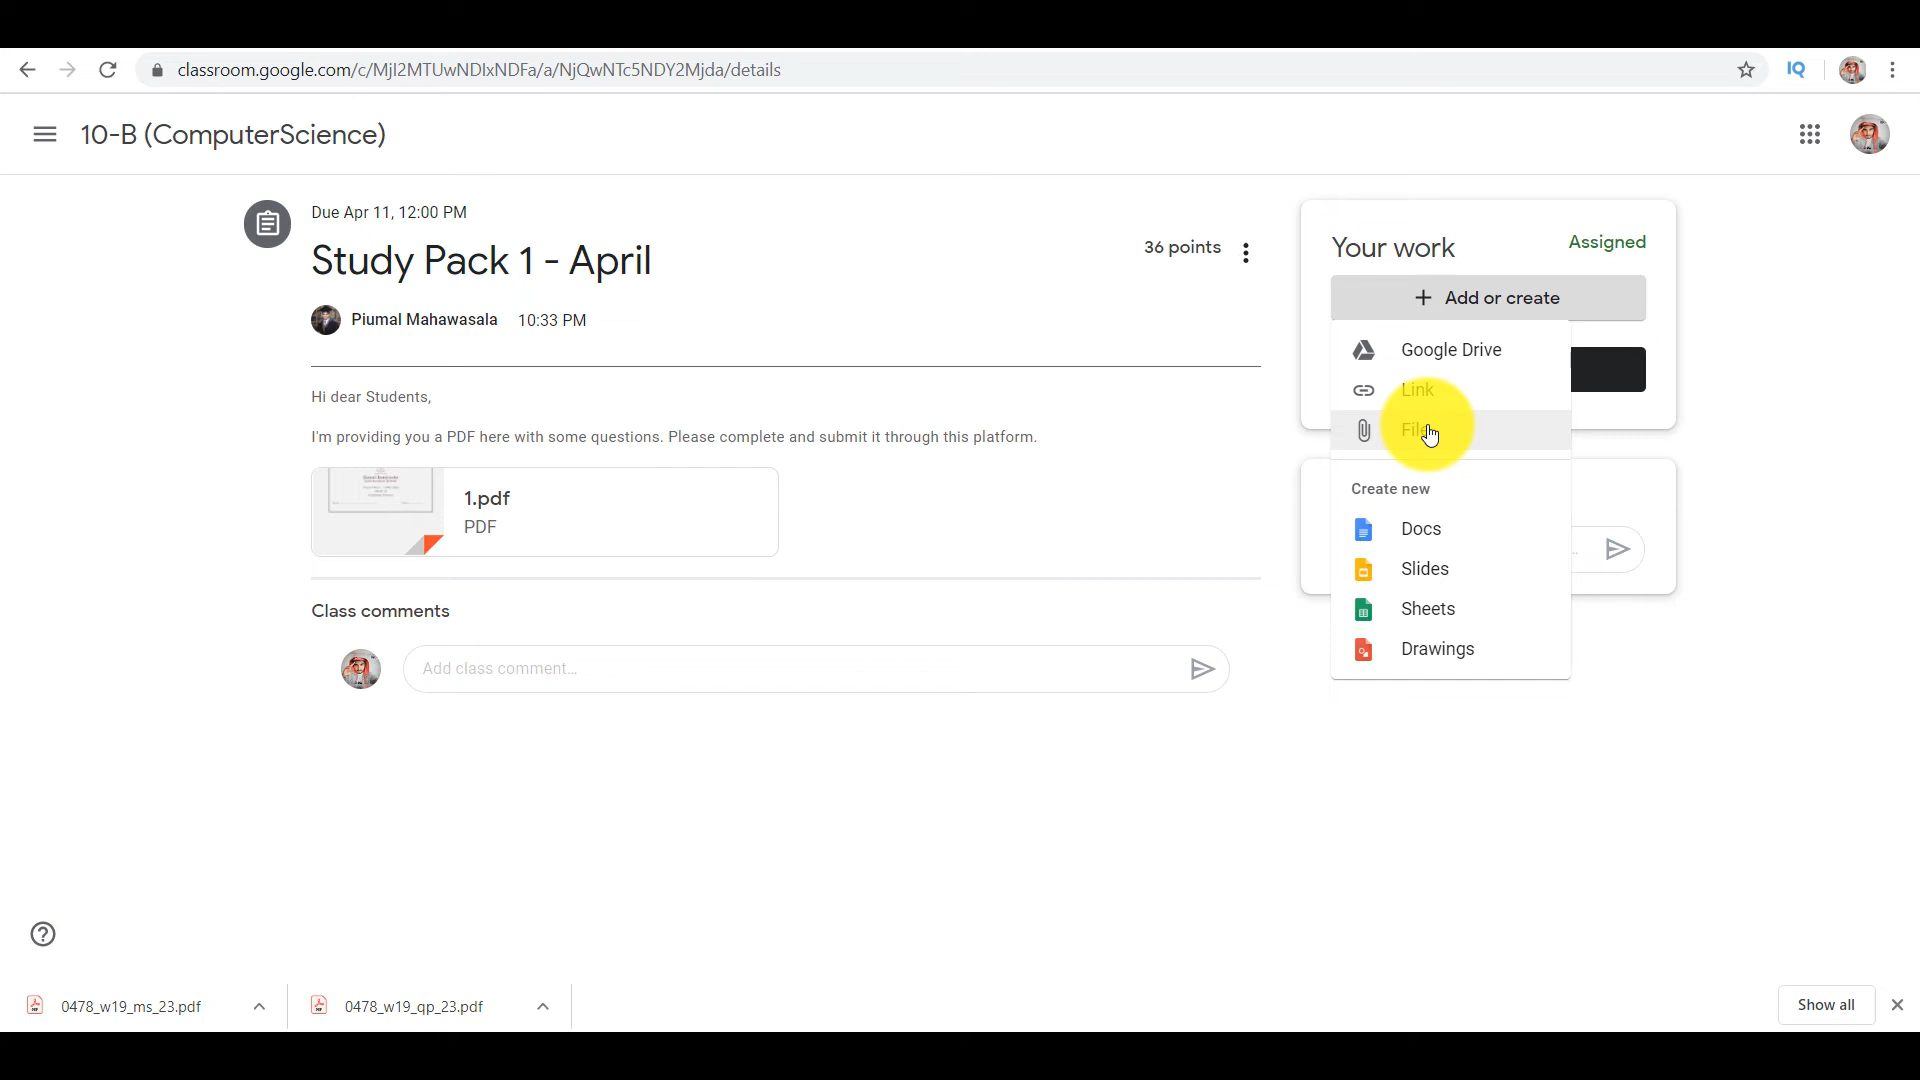 classroom.google.com/c/MjI2MTUwNDIxNDFa/a/NjQwNTc5NDY2Mjda/details
IQ
10-B (ComputerScience)
Due Apr 11, 12:00 PM
Study Pack 1 - April
36 points
Piumal Mahawasala 10:33 PM
Hi dear Students,
I'm providing you a PDF here with some questions. Please complete and submit it through this platform.
1.pdf
PDF
Class comments
Add class comment...
Your work
Assigned
+ Add or create
Google Drive
Link
File
Create new
Docs
Slides
Sheets
Drawings
0478_w19_ms_23.pdf
0478_w19_qp_23.pdf
Show all